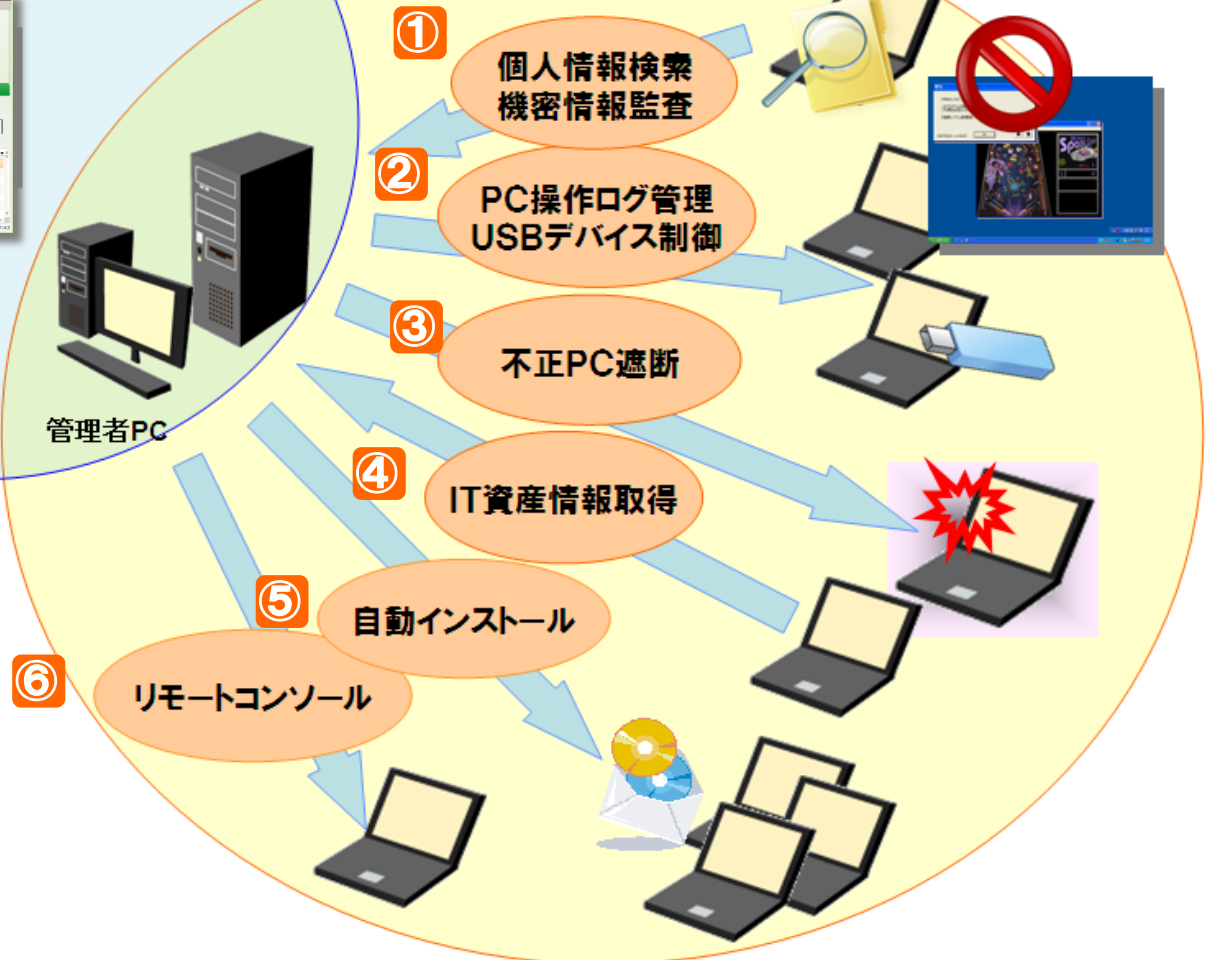 ①
個人情報検索
機密情報監査
②
PC操作ログ管理
USBデバイス制御
③
不正PC遮断
管理者PC
④
IT資産情報取得
⑤
自動インストール
⑥
リモートコンソール